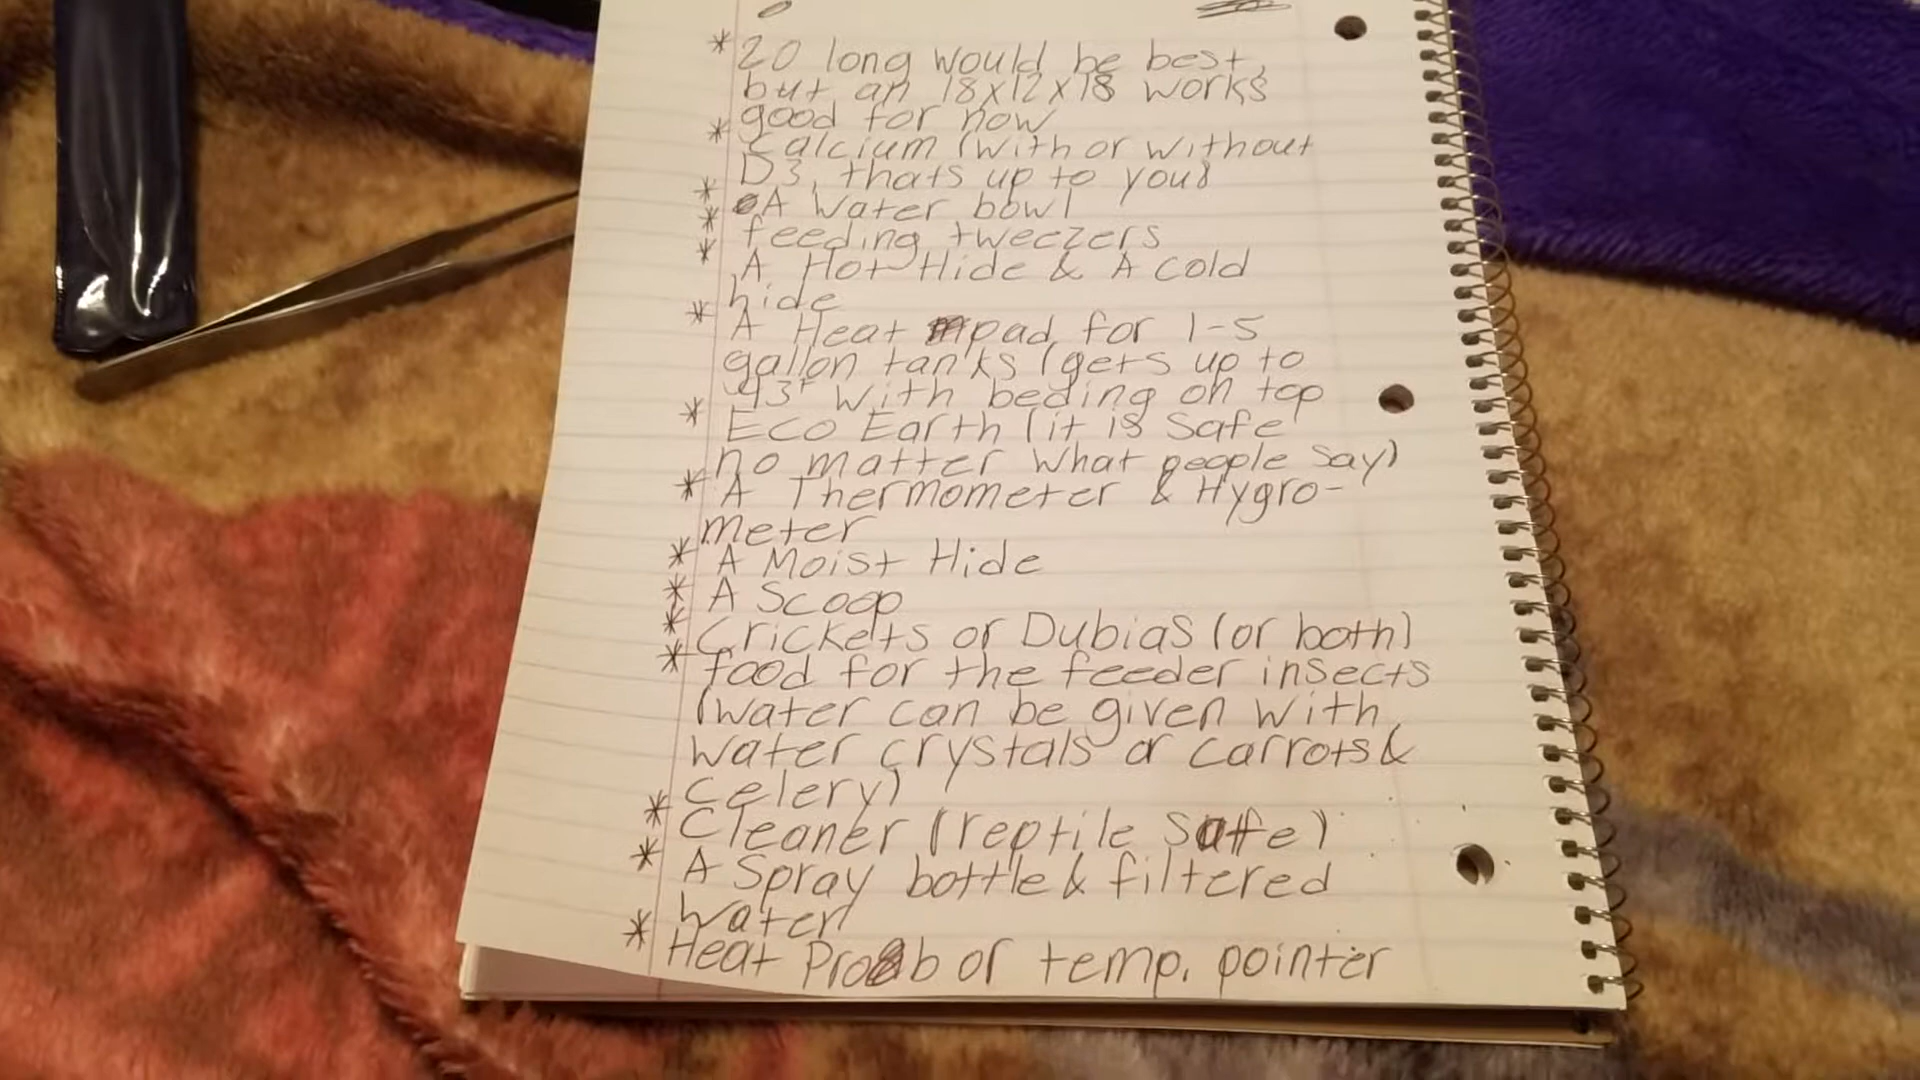 * 20 long would be best,
but an 18x12x18 works
good for now
* Calcium (with or without
D3, thats up to you)
* A Water bowl
* feeding tweezers
* A Hot Hide & A cold
hide
* A Heat pad for 1-5
gallon tanks (gets up to
93° with beding on top
* Eco Earth (it is safe
no matter what people say)
* A Thermometer & Hygro-
meter
* A Moist Hide
* A Scoop
* Crickets or Dubias (or both)
* food for the feeder insects
(water can be given with
water crystals or carrots &
celery)
* Cleaner (reptile safe)
* A Spray bottle & filtered
Water
* Heat Prob or temp. pointer